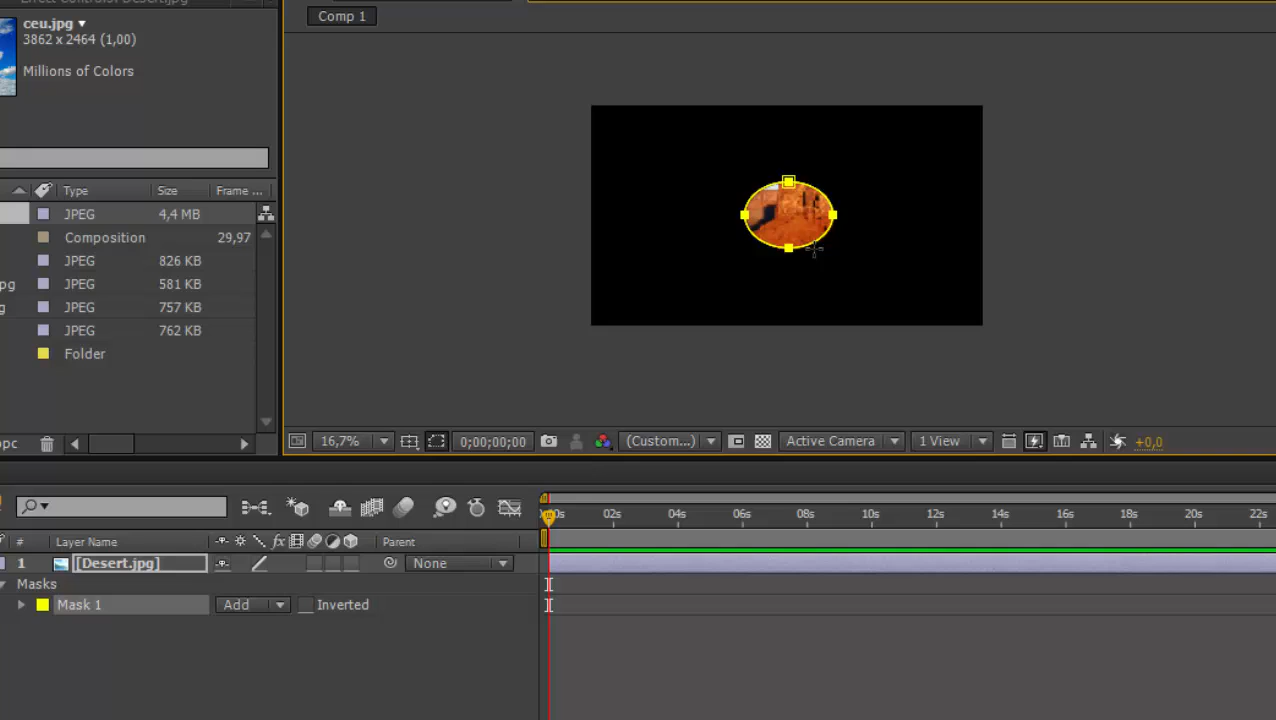 ceu.jpg
3862 x 2464 (1,00)
Millions of Colors
Comp 1
Type Size Frame ...
JPEG 4,4 MB
Composition 29,97
JPEG 826 KB
pg JPEG 581 KB
g JPEG 757 KB
JPEG 762 KB
Folder
opc
16,7% 0;00;00;00 (Custom...) Active Camera 1 View +0,0
02s 04s 06s 08s 10s 12s 14s 16s 18s 20s 22s
# Layer Name fx Parent
1 [Desert.jpg] None
Masks
Mask 1 Add Inverted